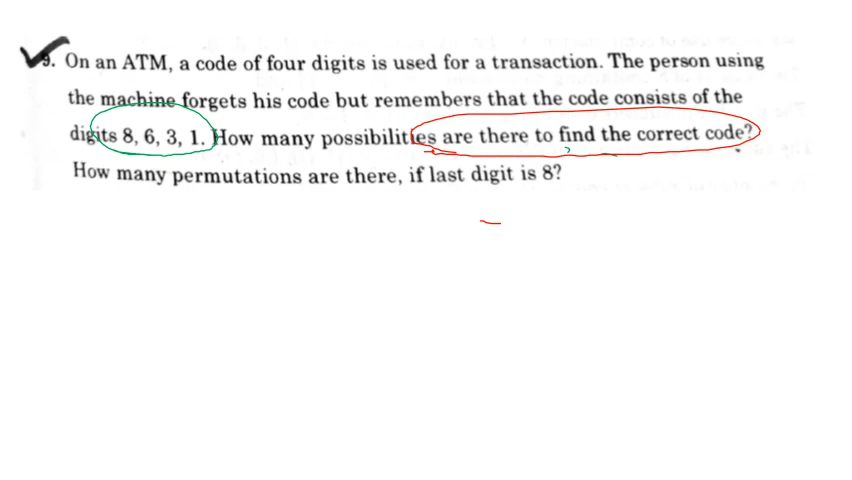 9. On an ATM, a code of four digits is used for a transaction. The person using
the machine forgets his code but remembers that the code consists of the
digits 8, 6, 3, 1. How many possibilities are there to find the correct code?
How many permutations are there, if last digit is 8?